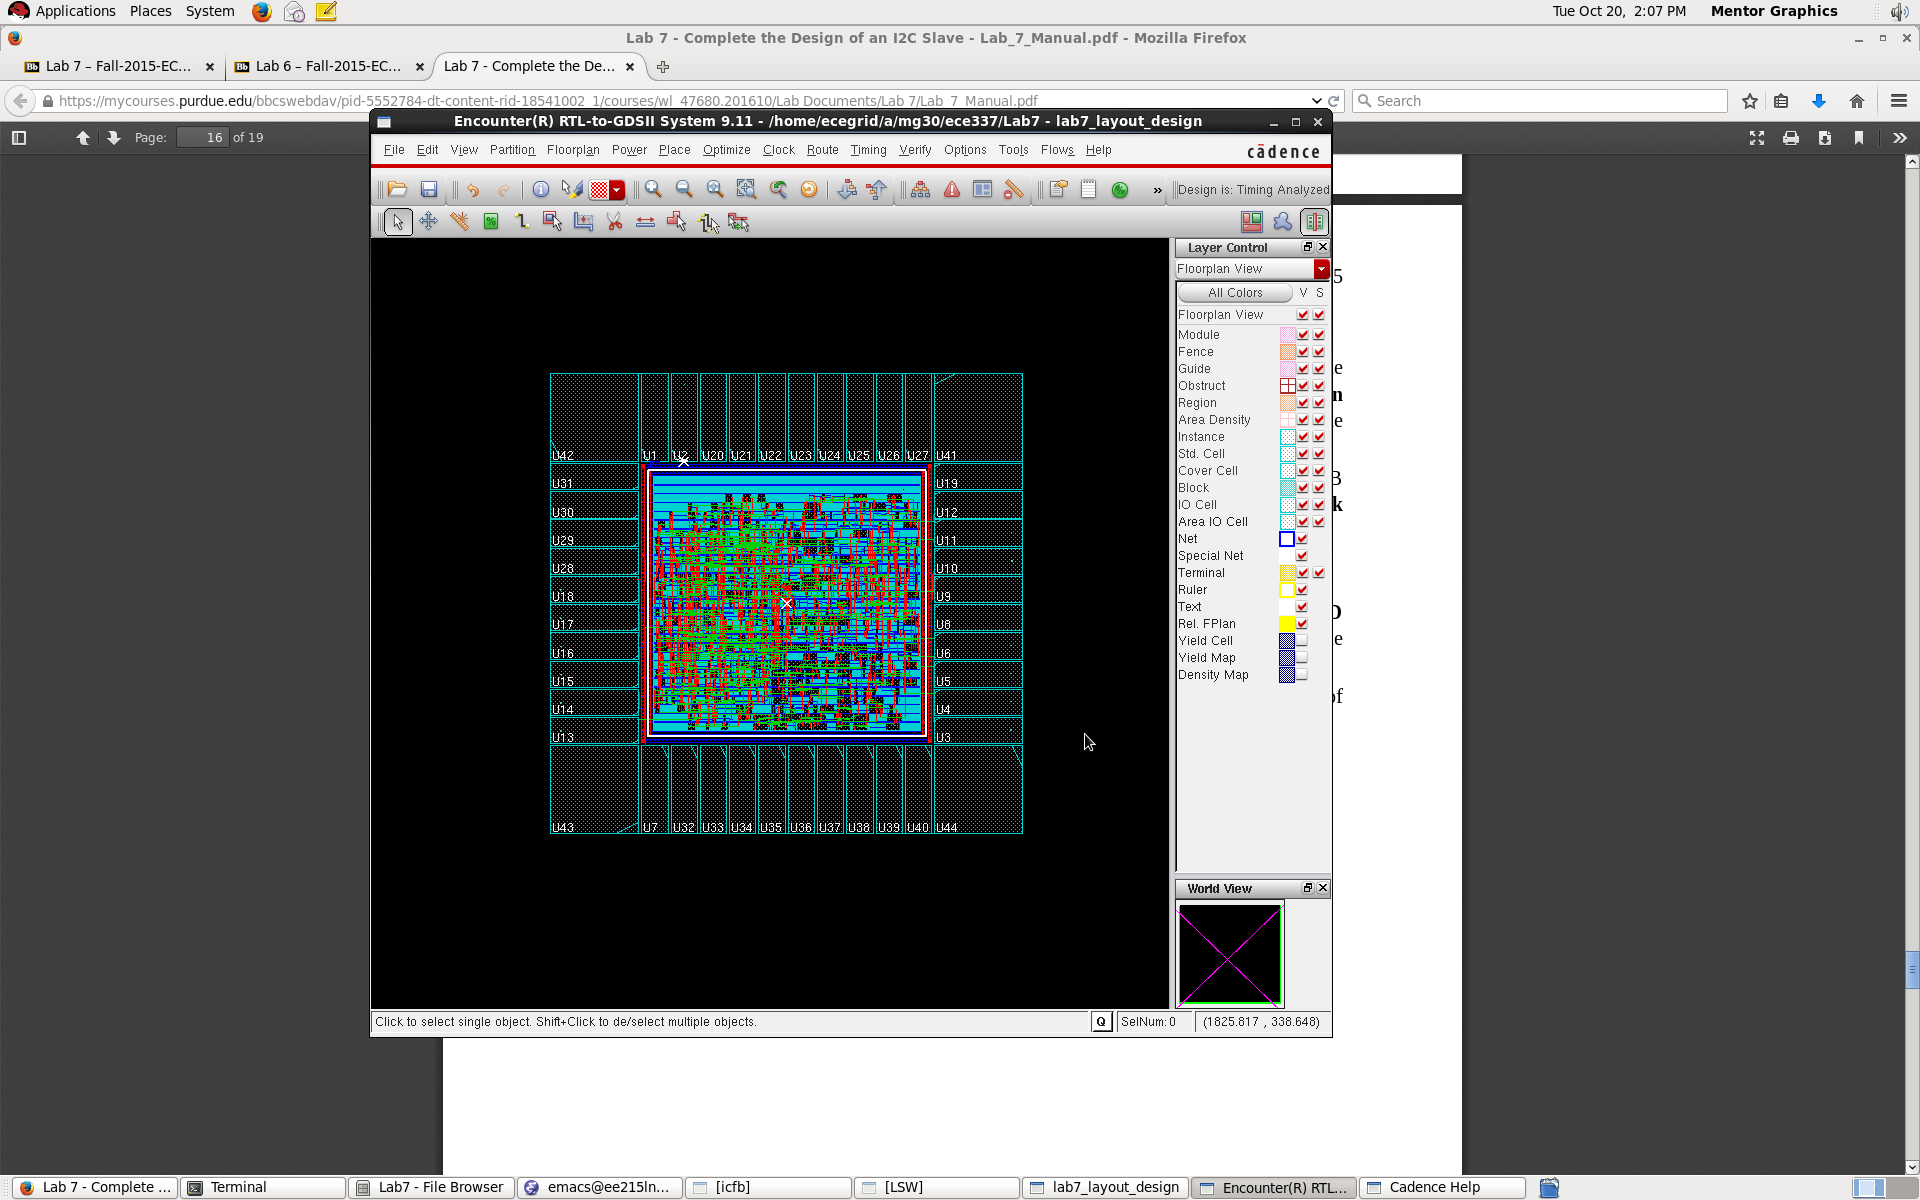 Applications Places System Tue Oct 20, 2:07 PM Mentor Graphics
Lab 7 - Complete the Design of an I2C Slave - Lab_7_Manual.pdf - Mozilla Firefox
Bb Lab 7 – Fall-2015-EC... Bb Lab 6 – Fall-2015-EC... Lab 7 - Complete the De...
https://mycourses.purdue.edu/bbcswebdav/pid-5552784-dt-content-rid-18541002_1/courses/wl_47680.201610/Lab Documents/Lab 7/Lab_7_Manual.pdf Search
Page: 16 of 19
Encounter(R) RTL-to-GDSII System 9.11 - /home/ecegrid/a/mg30/ece337/Lab7 - lab7_layout_design
File Edit View Partition Floorplan Power Place Optimize Clock Route Timing Verify Options Tools Flows Help cādence
Design is: Timing Analyzed
Layer Control
Floorplan View
All Colors V S
Floorplan View
Module
Fence
Guide
Obstruct
Region
Area Density
Instance
Std. Cell
Cover Cell
Block
IO Cell
Area IO Cell
Net
Special Net
Terminal
Ruler
Text
Rel. FPlan
Yield Cell
Yield Map
Density Map
5
e
n
e
3
k
e
of
U42 U1 U2 U20 U21 U22 U23 U24 U25 U26 U27 U41
U31 U19
U30 U12
U29 U11
U28 U10
U18 U9
U17 U8
U16 U6
U15 U5
U14 U4
U13 U3
U43 U7 U32 U33 U34 U35 U36 U37 U38 U39 U40 U44
World View
Click to select single object. Shift+Click to de/select multiple objects. Q SelNum: 0 (1825.817 , 338.648)
Lab 7 - Complete ... Terminal Lab7 - File Browser emacs@ee215ln... [icfb] [LSW] lab7_layout_design Encounter(R) RTL... Cadence Help